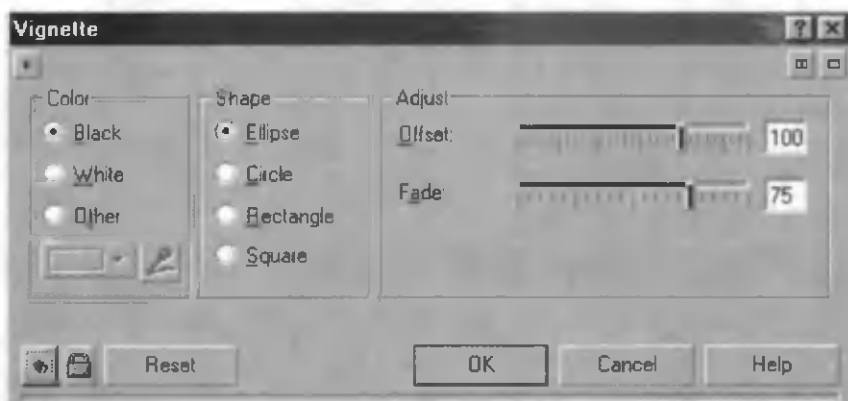 Vignette
Color
Black
White
Other
Shape
Ellipse
Circle
Rectangle
Square
Adjust
Offset: 100
Fade: 75
Reset
OK
Cancel
Help